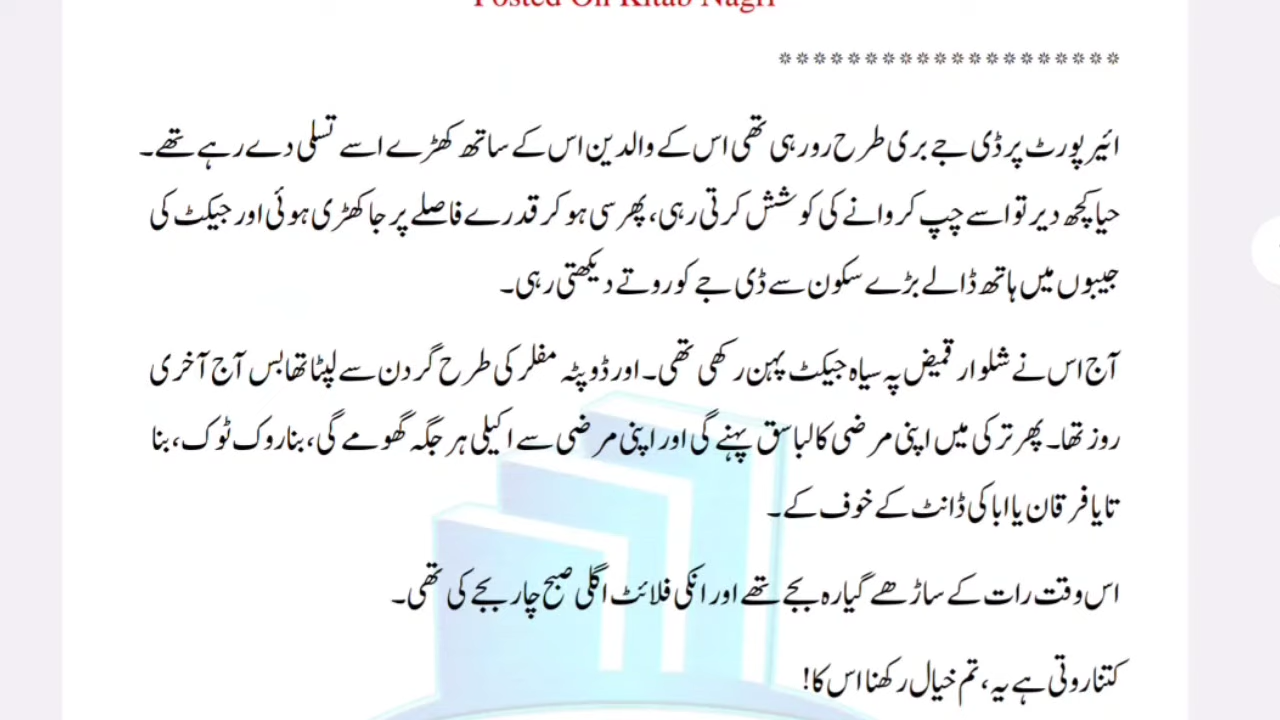 Posted On Kitab Nagri
********************
ائیر پورٹ پر ڈی جے بری طرح رو رہی تھی اس کے والدین اس کے ساتھ کھڑے اسے تسلی دے رہے تھے۔
حیا کچھ دیر تو اسے چپ کروانے کی کوشش کرتی رہی، پھر سی ہو کر قدرے فاصلے پر جا کھڑی ہوئی اور جیکٹ کی
جیبوں میں ہاتھ ڈالے بڑے سکون سے ڈی جے کو روتے دیکھتی رہی۔
آج اس نے شلوار قمیض پہ سیاہ جیکٹ پہن رکھی تھی۔ اور ڈوپٹہ مفلر کی طرح گردن سے لپٹا تھا بس آج آخری
روز تھا۔ پھر ترکی میں اپنی مرضی کا لباسق پہنے گی اور اپنی مرضی سے اکیلی ہر جگہ گھومے گی، بنا روک ٹوک، بنا
تایا فرقان یا ابا کی ڈانٹ کے خوف کے۔
اس وقت رات کے ساڑھے گیارہ بجے تھے اور انکی فلائٹ اگلی صبح چار بجے کی تھی۔
کتنا روتی ہے یہ، تم خیال رکھنا اس کا!